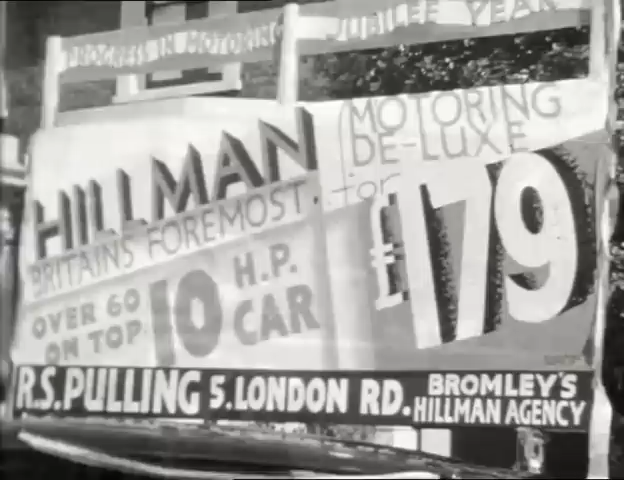 PROGRESS IN MOTORING JUBILEE YEAR
HILLMAN
BRITAINS FOREMOST
OVER 60
ON TOP
10
H.P.
CAR
MOTORING
DE-LUXE
for
£179
R.S. PULLING 5. LONDON RD.
BROMLEY'S
HILLMAN AGENCY